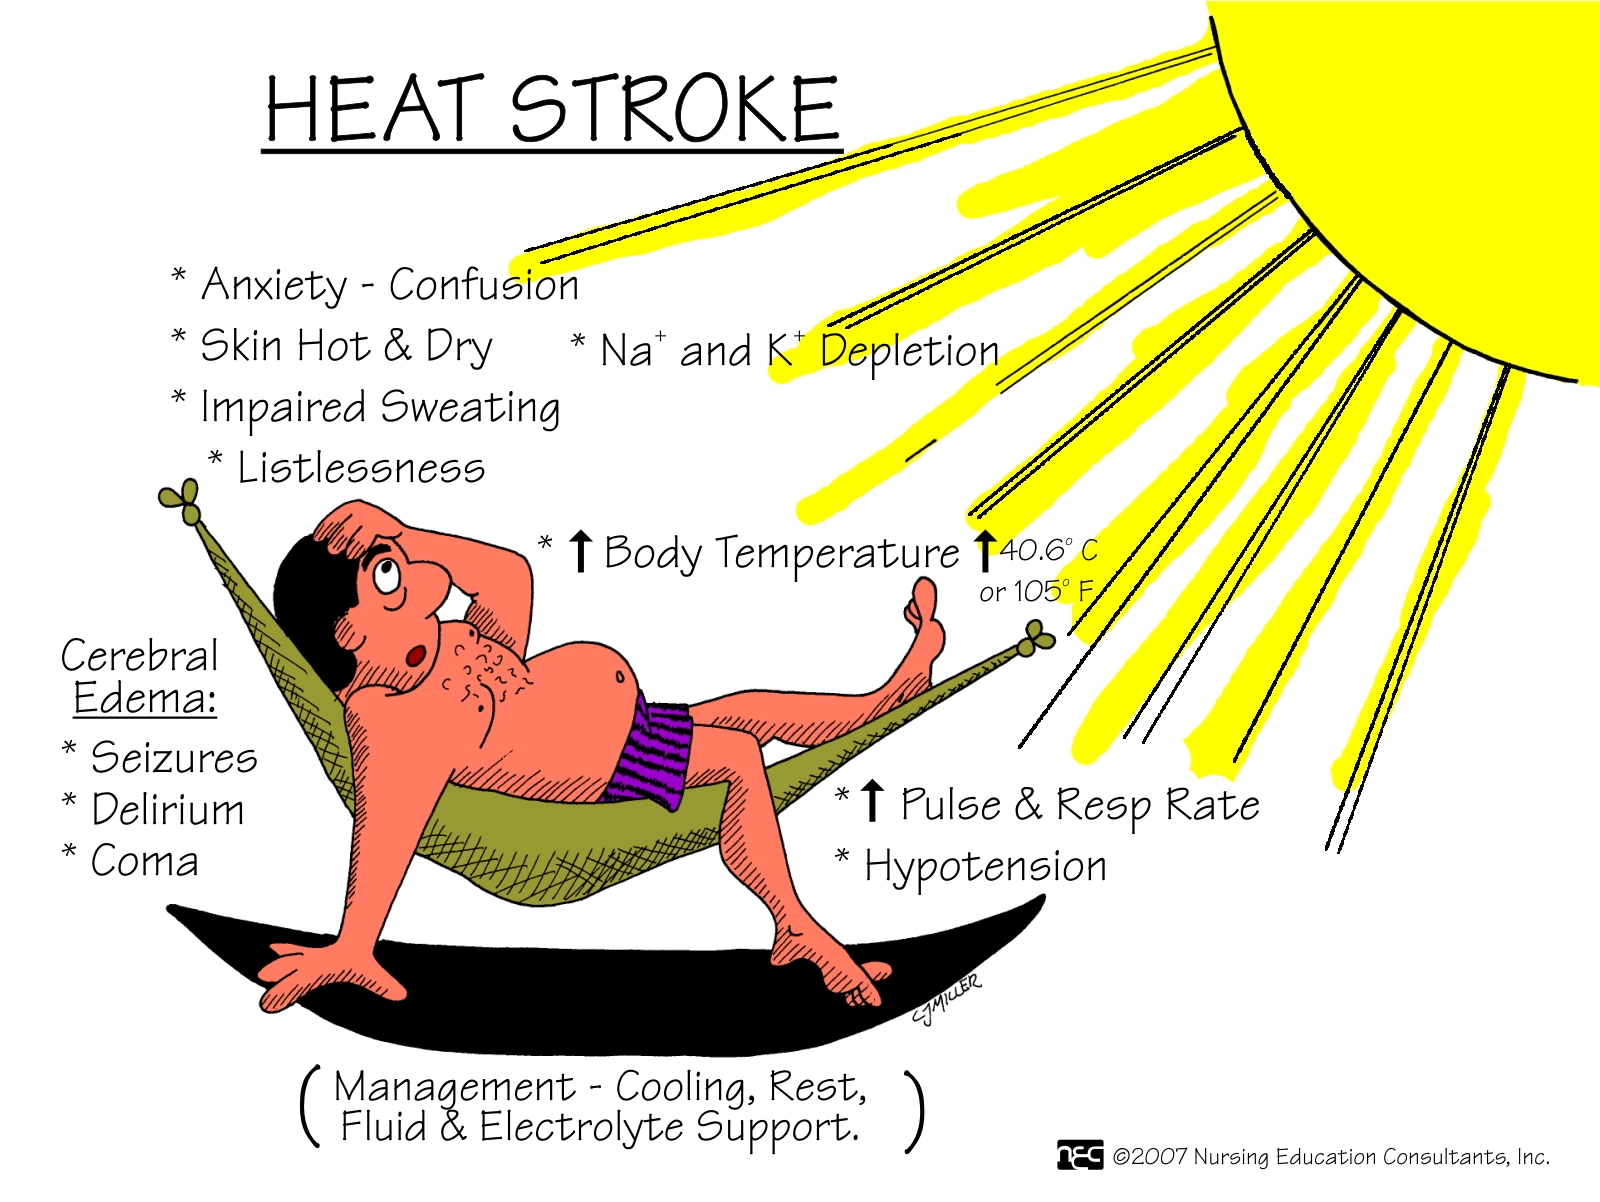 HEAT STROKE
* Anxiety - Confusion
* Skin Hot & Dry
* Na⁺ and K⁺ Depletion
* Impaired Sweating
* Listlessness
* ↑ Body Temperature ↑ 40.6° C
or 105° F
Cerebral
Edema:
* Seizures
* Delirium
* Coma
* ↑ Pulse & Resp Rate
* Hypotension
CJMILLER
(Management - Cooling, Rest,
Fluid & Electrolyte Support.)
nec ©2007 Nursing Education Consultants, Inc.